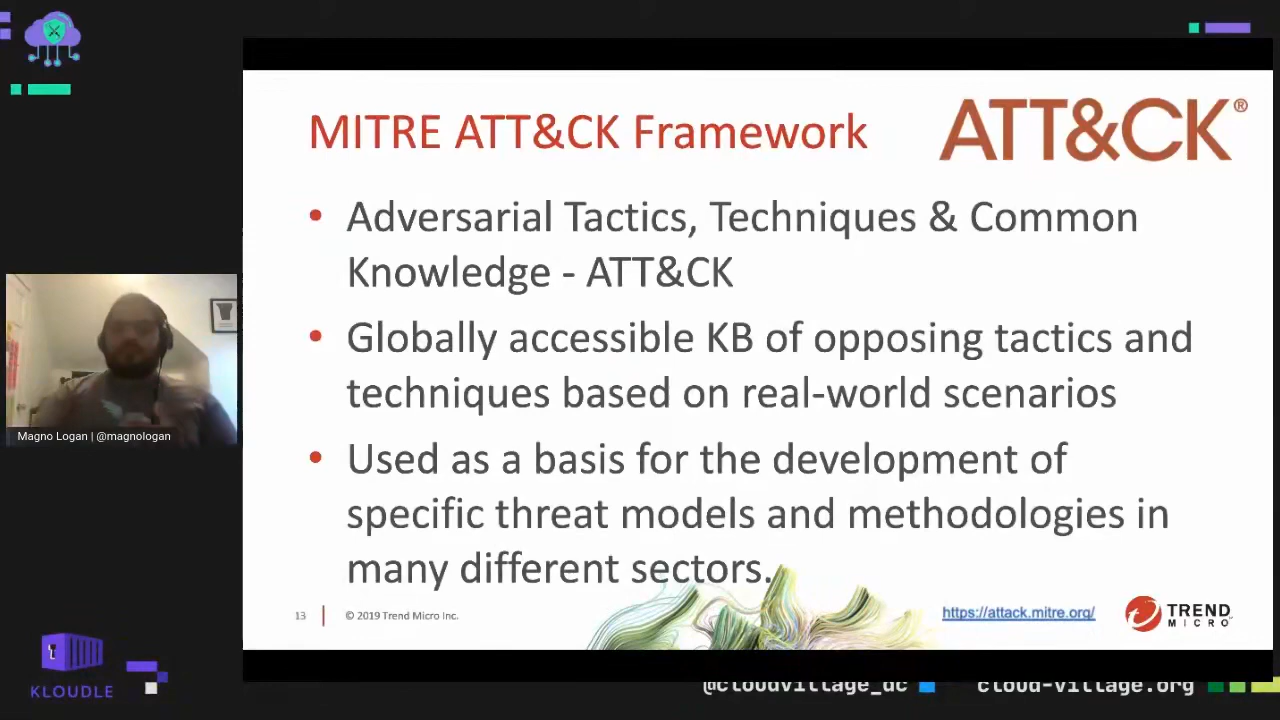 MITRE ATT&CK Framework
ATT&CK®
• Adversarial Tactics, Techniques & Common
Knowledge - ATT&CK
• Globally accessible KB of opposing tactics and
techniques based on real-world scenarios
• Used as a basis for the development of
specific threat models and methodologies in
many different sectors.
13
© 2019 Trend Micro Inc.
https://attack.mitre.org/
TREND
MICRO
Magno Logan | @magnologan
KLOUDLE
@cloudvillage_dc
cloud-village.org